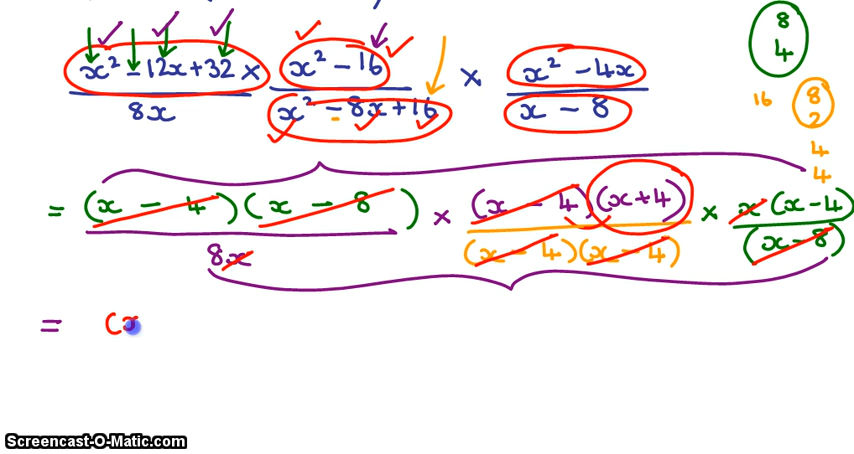 x² − 12x + 32 × x² − 16 × x² − 4x
8x x² − 8x + 16 x − 8
8
4
16 8
2
4
4
= (x − 4)(x − 8) × (x − 4)(x + 4) × x(x − 4)
8x (x − 4)(x − 4) (x − 8)
= (x
Screencast-O-Matic.com